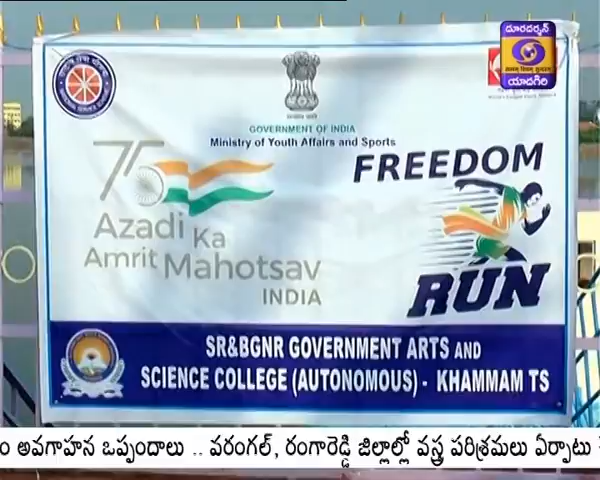 దూరదర్శన్
యాదగిరి
GOVERNMENT OF INDIA
Ministry of Youth Affairs and Sports
75
Azadi Ka
Amrit Mahotsav
INDIA
FREEDOM
RUN
SR&BGNR GOVERNMENT ARTS AND
SCIENCE COLLEGE (AUTONOMOUS) - KHAMMAM TS
అవగాహన ఒప్పందాలు .. వరంగల్, రంగారెడ్డి జిల్లాల్లో వస్త్ర పరిశ్రమలు ఏర్పాటు